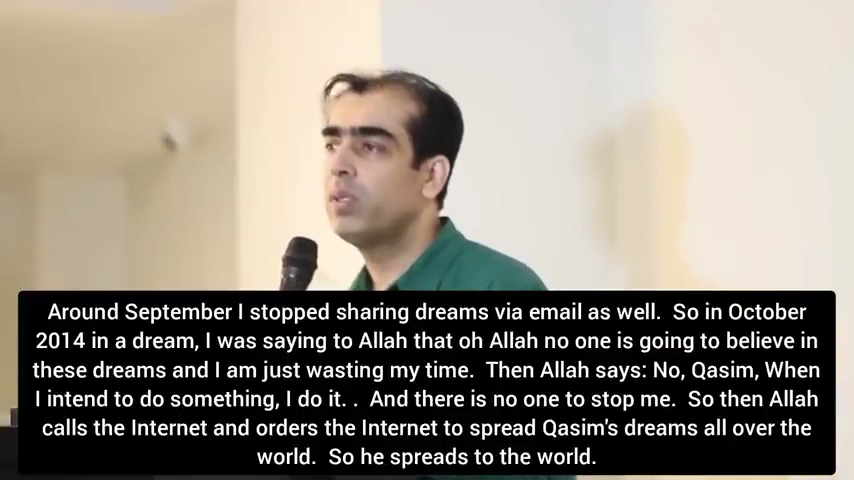 Around September I stopped sharing dreams via email as well.  So in October
2014 in a dream, I was saying to Allah that oh Allah no one is going to believe in
these dreams and I am just wasting my time.  Then Allah says: No, Qasim, When
I intend to do something, I do it. .  And there is no one to stop me.  So then Allah
calls the Internet and orders the Internet to spread Qasim's dreams all over the
world.  So he spreads to the world.